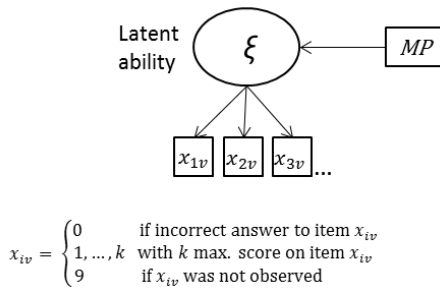 Latent
ability
ξ
MP
x₁ᵥ x₂ᵥ x₃ᵥ ...
0 if incorrect answer to item xᵢᵥ
xᵢᵥ = { 1, ..., k with k max. score on item xᵢᵥ
9 if xᵢᵥ was not observed